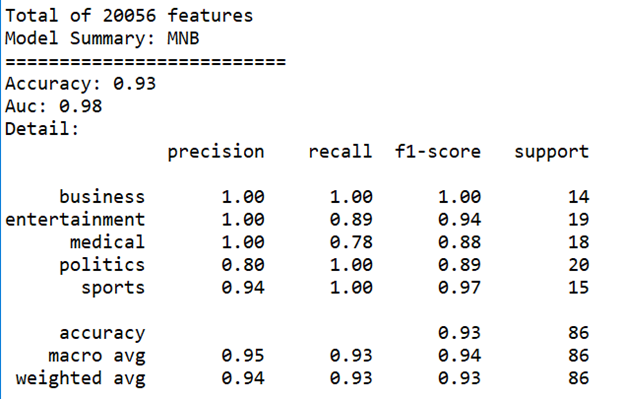 Total of 20056 features
Model Summary: MNB
==========================
Accuracy: 0.93
Auc: 0.98
Detail:
precision recall f1-score support
business 1.00 1.00 1.00 14
entertainment 1.00 0.89 0.94 19
medical 1.00 0.78 0.88 18
politics 0.80 1.00 0.89 20
sports 0.94 1.00 0.97 15
accuracy 0.93 86
macro avg 0.95 0.93 0.94 86
weighted avg 0.94 0.93 0.93 86